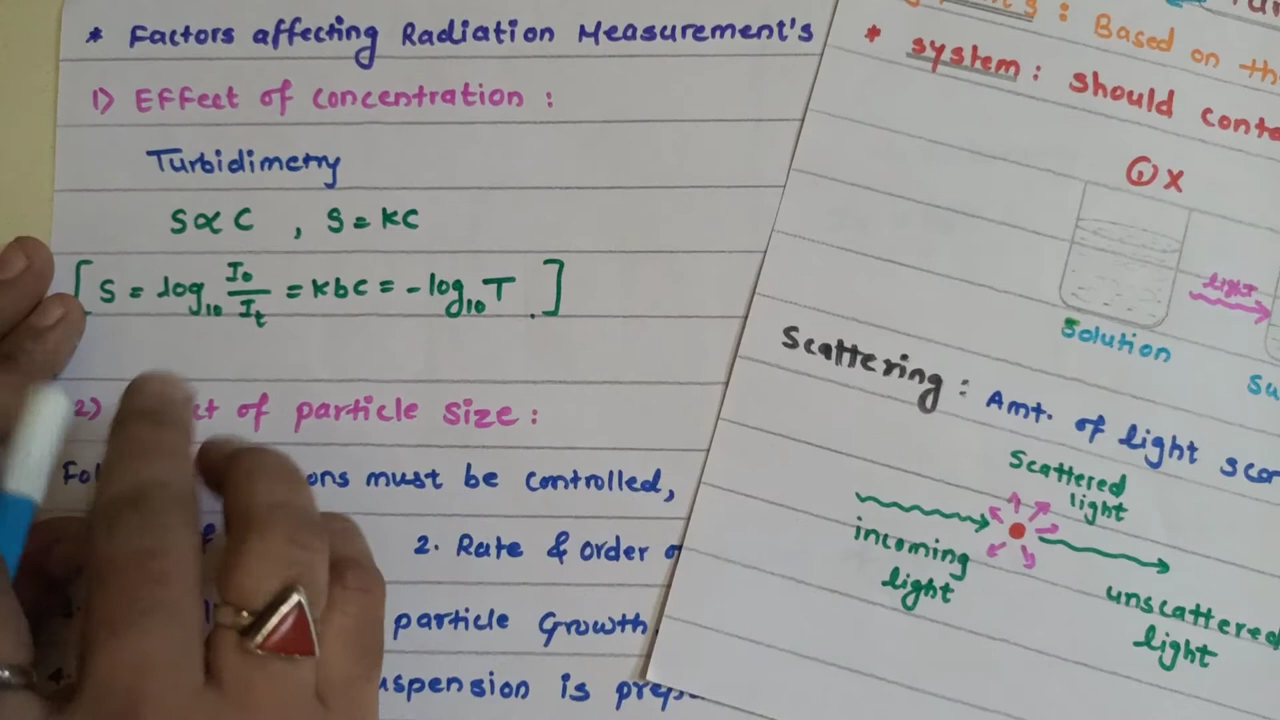 * Factors affecting Radiation Measurement's
1) Effect of concentration :
Turbidimetry
S ∝ C , S = KC
[ S = log₁₀ I₀/Iₜ = Kbc = -log₁₀ T . ]
2) of particle size :
must be controlled,
2. Rate & order
particle Growth
is
: Based on
* system : should
① X
light
Solution
Scattering : Amt. of light
Scattered
light
incoming
light
unscattered
light